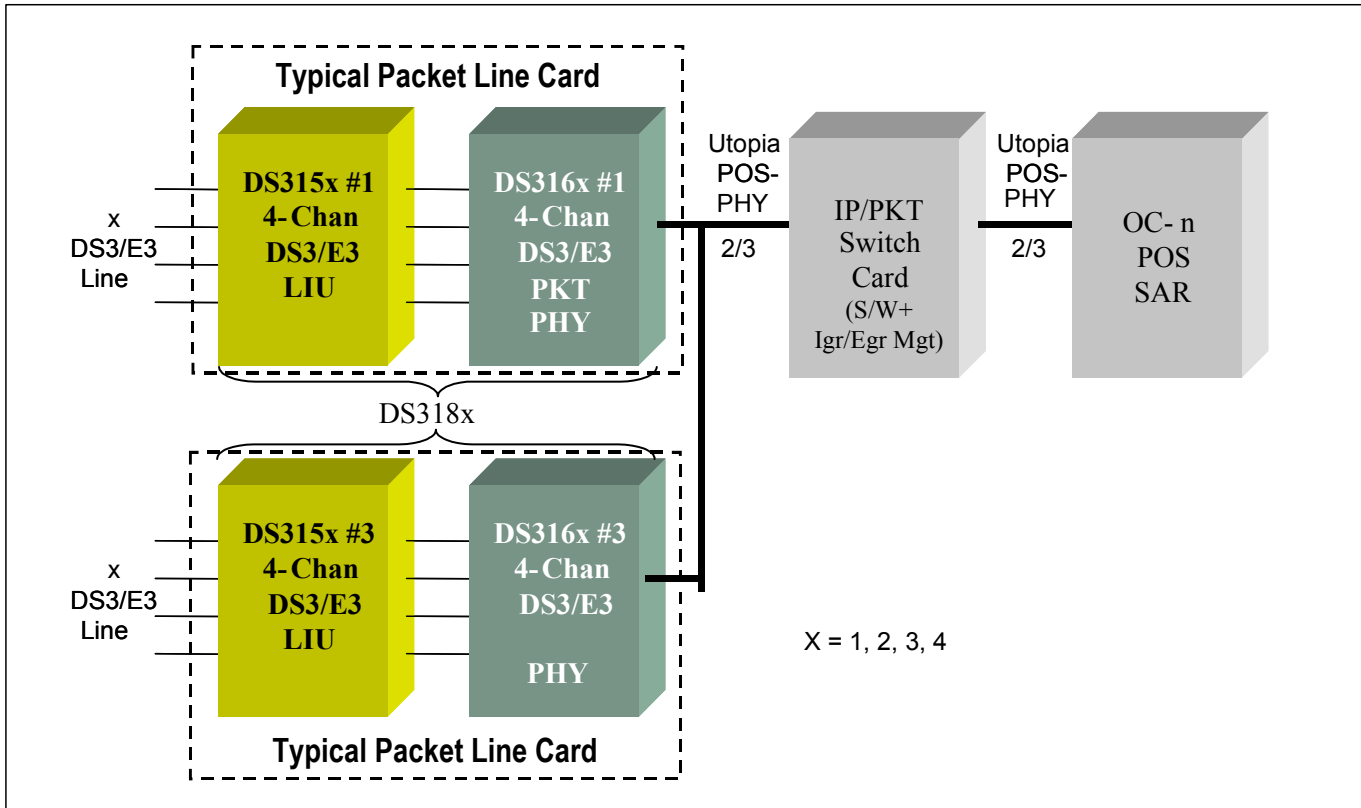 Typical Packet Line Card
DS315x #1
4-Chan
DS3/E3
LIU
DS316x #1
4-Chan
DS3/E3
PKT
PHY
x
DS3/E3
Line
Utopia
POS-
PHY
2/3
IP/PKT
Switch
Card
(S/W+
Igr/Egr Mgt)
Utopia
POS-
PHY
2/3
OC- n
POS
SAR
DS318x
DS315x #3
4-Chan
DS3/E3
LIU
DS316x #3
4-Chan
DS3/E3
PHY
x
DS3/E3
Line
X = 1, 2, 3, 4
Typical Packet Line Card